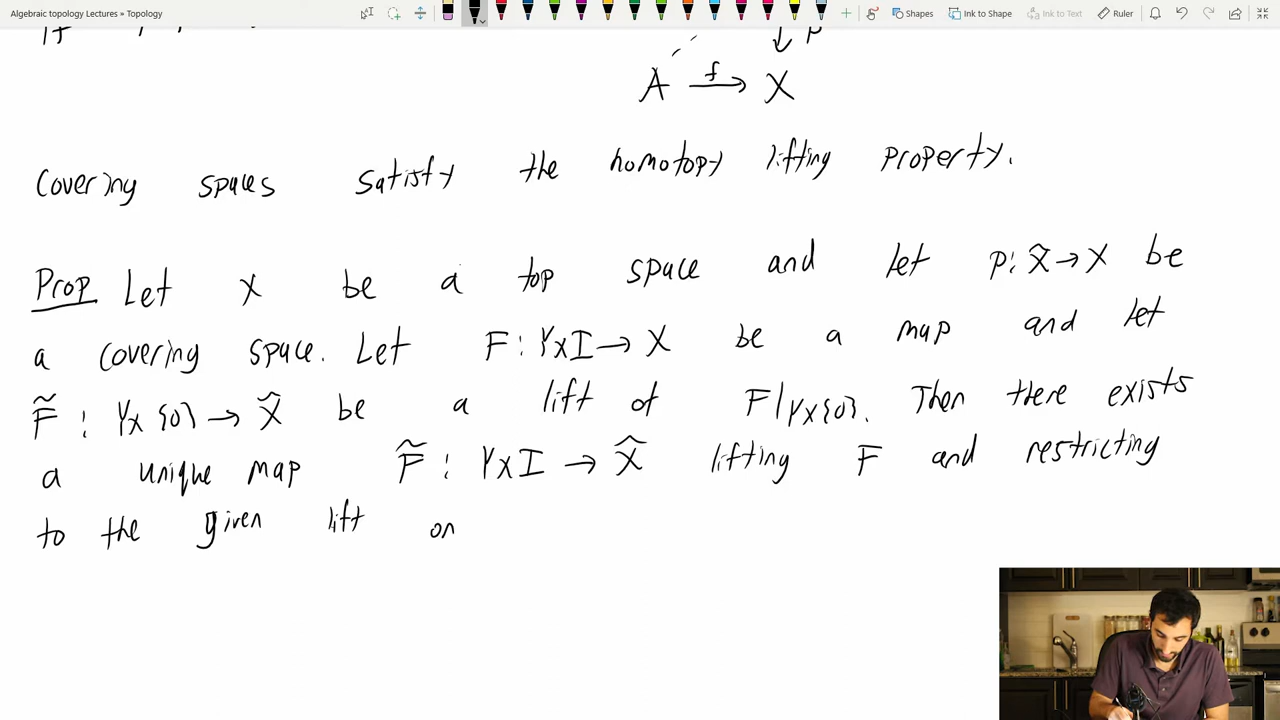 Algebraic topology Lectures » Topology
Shapes Ink to Shape Ink to Text Ruler
If
p
A f→ X
Covering spaces satisfy the homotopy lifting property.
Prop Let X be a top space and let p: X̃→X be
a covering space. Let F: Y×I→X be a map and let
F̃: Y×{0}→X̃ be a lift of F|Y×{0}. Then there exists
a unique map F̃: Y×I→X̃ lifting F and restricting
to the given lift on